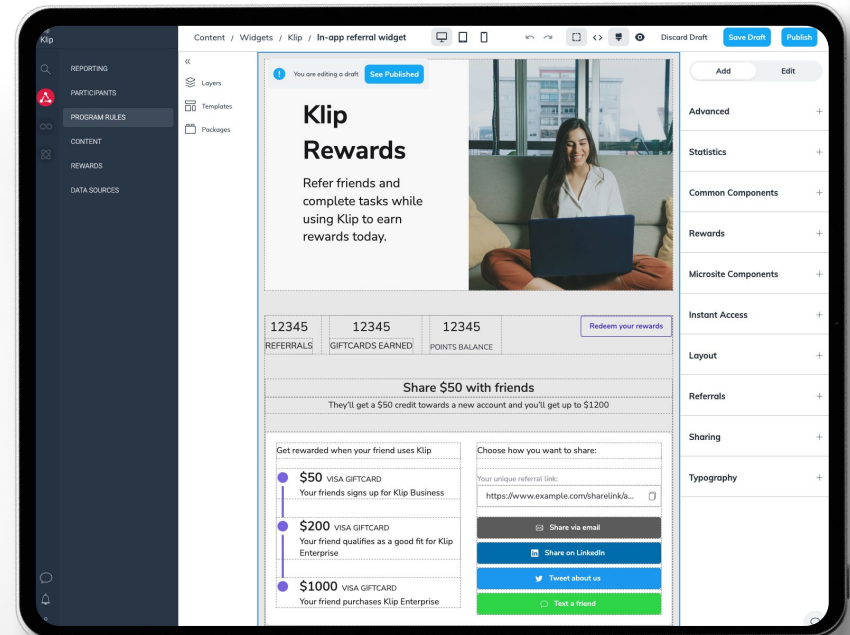 Klip
REPORTING
PARTICIPANTS
PROGRAM RULES
CONTENT
REWARDS
DATA SOURCES
Content / Widgets / Klip / In-app referral widget
Discard Draft
Save Draft
Publish
Layers
Templates
Packages
You are editing a draft
See Published
Klip
Rewards
Refer friends and
complete tasks while
using Klip to earn
rewards today.
12345
REFERRALS
12345
GIFTCARDS EARNED
12345
POINTS BALANCE
Redeem your rewards
Share $50 with friends
They'll get a $50 credit towards a new account and you'll get up to $1200
Get rewarded when your friend uses Klip
$50 VISA GIFTCARD
Your friends signs up for Klip Business
$200 VISA GIFTCARD
Your friend qualifies as a good fit for Klip
Enterprise
$1000 VISA GIFTCARD
Your friend purchases Klip Enterprise
Choose how you want to share:
Your unique referral link:
https://www.example.com/sharelink/a...
Share via email
Share on LinkedIn
Tweet about us
Text a friend
Add
Edit
Advanced
Statistics
Common Components
Rewards
Microsite Components
Instant Access
Layout
Referrals
Sharing
Typography